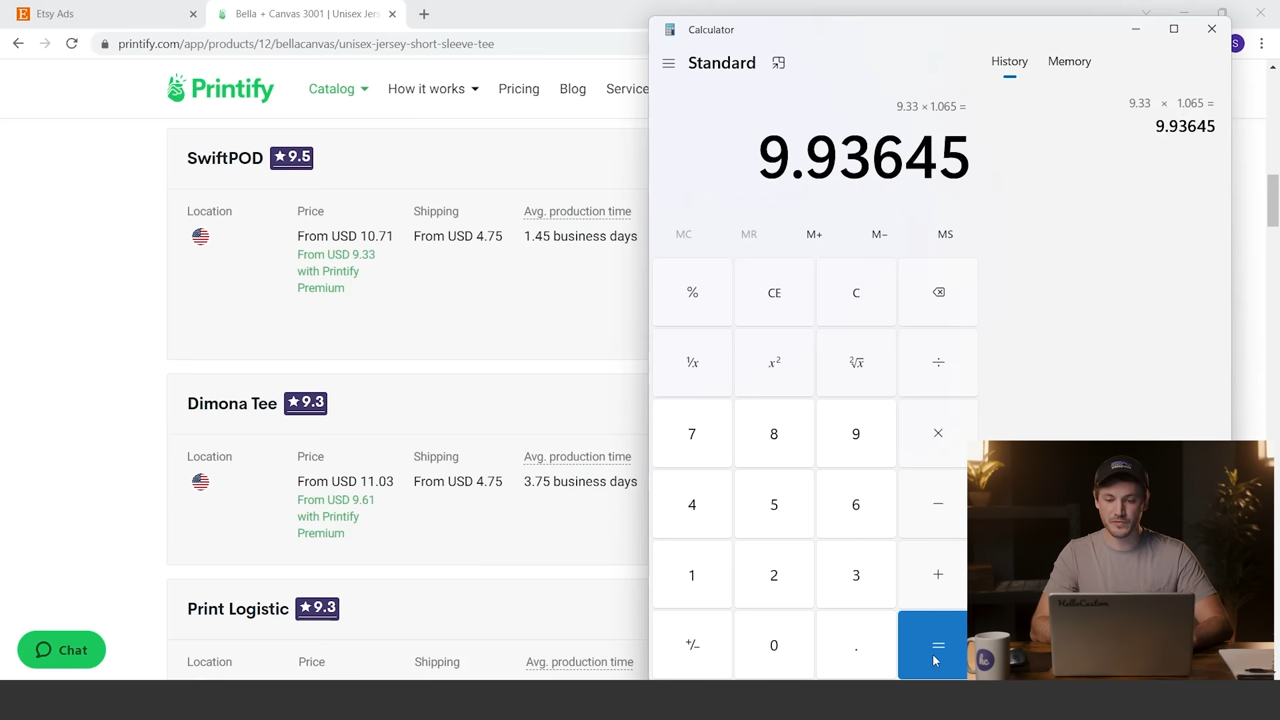 Etsy Ads
Bella + Canvas 3001 | Unisex Jers
printify.com/app/products/12/bellacanvas/unisex-jersey-short-sleeve-tee
S
Printify
Catalog
How it works
Pricing
Blog
Service
SwiftPOD
★ 9.5
Location
Price
Shipping
Avg. production time
From USD 10.71
From USD 4.75
1.45 business days
From USD 9.33
with Printify
Premium
Dimona Tee
★ 9.3
Location
Price
Shipping
Avg. production time
From USD 11.03
From USD 4.75
3.75 business days
From USD 9.61
with Printify
Premium
Print Logistic
★ 9.3
Location
Price
Shipping
Avg. production time
Chat
Calculator
Standard
History
Memory
9.33 × 1.065 =
9.93645
9.33 × 1.065 =
9.93645
MC MR M+ M− MS
% CE C ⌫
¹/x x² ²√x ÷
7 8 9 ×
4 5 6 −
1 2 3 +
+/− 0 . =
HelloCustom
hc